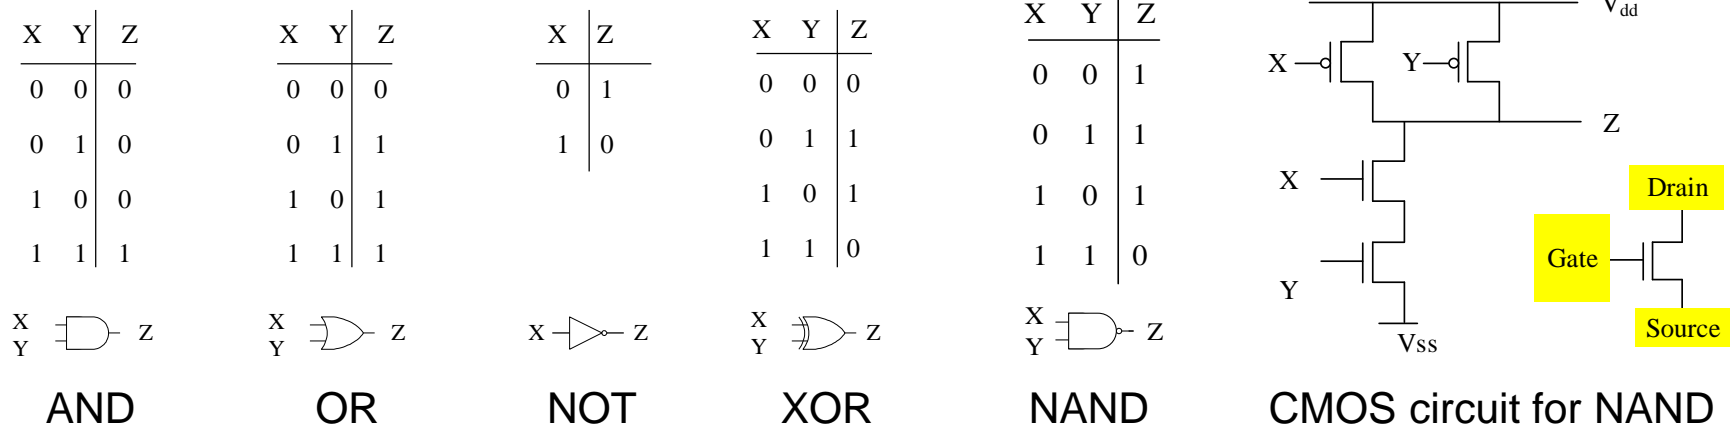 X Y Z
0 0 0
0 1 0
1 0 0
1 1 1
X
Y
Z
AND
X Y Z
0 0 0
0 1 1
1 0 1
1 1 1
X
Y
Z
OR
X Z
0 1
1 0
X Z
NOT
X Y Z
0 0 0
0 1 1
1 0 1
1 1 0
X
Y
Z
XOR
X Y Z
0 0 1
0 1 1
1 0 1
1 1 0
X
Y
Z
NAND
Vdd
X Y
Z
X
Y
Vss
Drain
Gate
Source
CMOS circuit for NAND